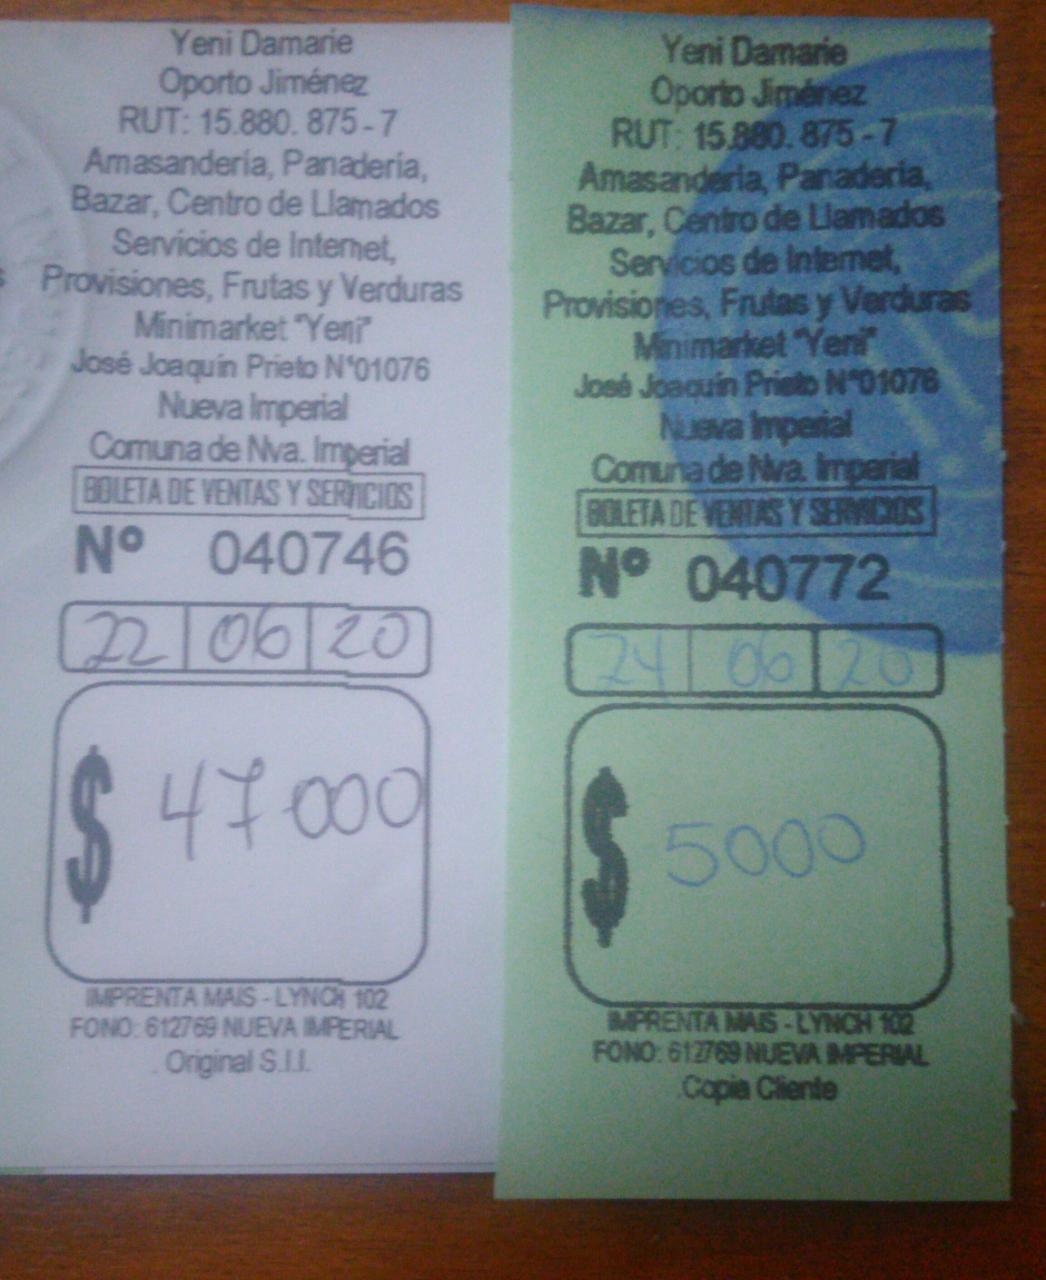 Yeni Damarie
Oporto Jiménez
RUT: 15.880. 875 - 7
Amasandería, Panadería,
Bazar, Centro de Llamados
Servicios de Internet,
Provisiones, Frutas y Verduras
Minimarket "Yeni"
José Joaquín Prieto N°01076
Nueva Imperial
Comuna de Nva. Imperial
BOLETA DE VENTAS Y SERVICIOS
Nº 040746
22 06 20
$ 47000
IMPRENTA MAIS - LYNCH 102
FONO: 612769 NUEVA IMPERIAL
Original S.I.I.
Yeni Damarie
Oporto Jiménez
RUT: 15.880. 875 - 7
Amasandería, Panadería,
Bazar, Centro de Llamados
Servicios de Internet,
Provisiones, Frutas y Verduras
Minimarket "Yeni"
José Joaquín Prieto N°01076
Nueva Imperial
Comuna de Nva. Imperial
BOLETA DE VENTAS Y SERVICIOS
Nº 040772
24 06 20
$ 5000
IMPRENTA MAIS - LYNCH 102
FONO: 612769 NUEVA IMPERIAL
Copia Cliente